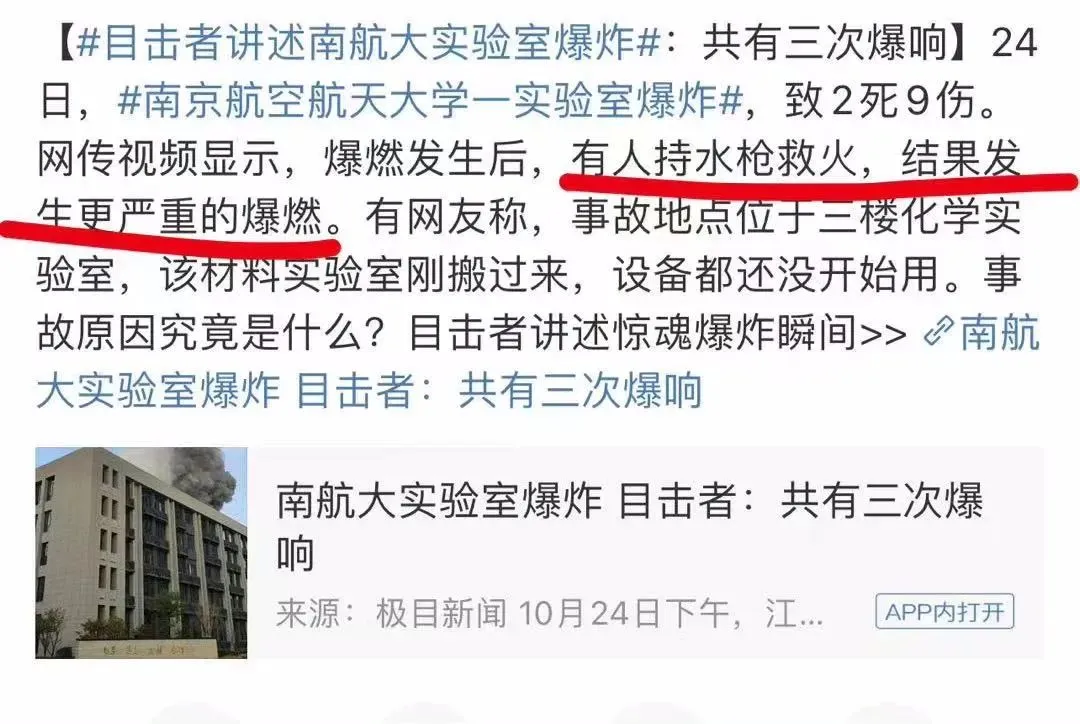 【#目击者讲述南航大实验室爆炸#：共有三次爆响】24
日，#南京航空航天大学一实验室爆炸#，致2死9伤。
网传视频显示，爆燃发生后，有人持水枪救火，结果发
生更严重的爆燃。有网友称，事故地点位于三楼化学实
验室，该材料实验室刚搬过来，设备都还没开始用。事
故原因究竟是什么？目击者讲述惊魂爆炸瞬间>> 南航
大实验室爆炸 目击者：共有三次爆响
南航大实验室爆炸 目击者：共有三次爆
响
来源：极目新闻 10月24日下午，江...
APP内打开